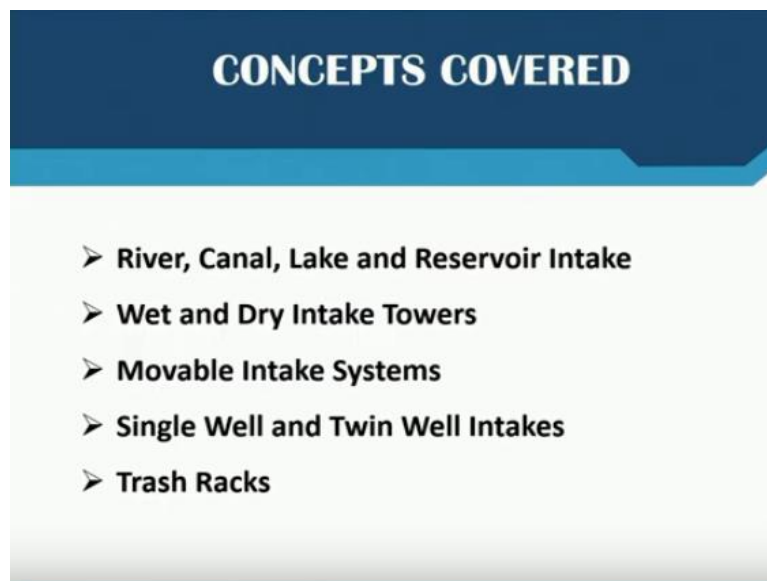 CONCEPTS COVERED
➢ River, Canal, Lake and Reservoir Intake
➢ Wet and Dry Intake Towers
➢ Movable Intake Systems
➢ Single Well and Twin Well Intakes
➢ Trash Racks